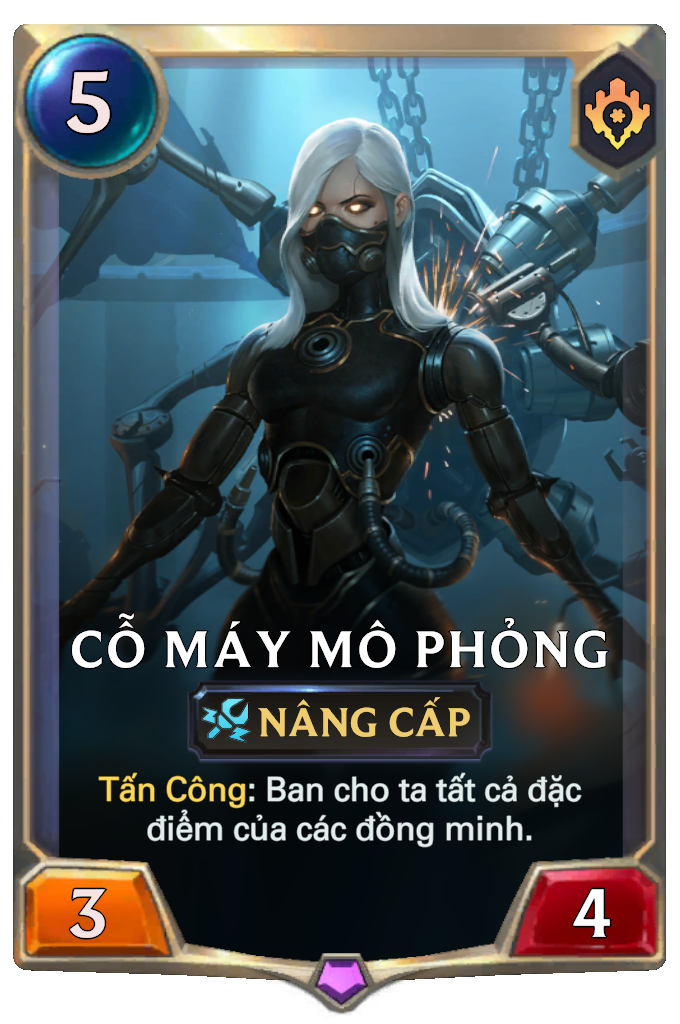 5
CỖ MÁY MÔ PHỎNG
NÂNG CẤP
Tấn Công: Ban cho ta tất cả đặc
điểm của các đồng minh.
3
4